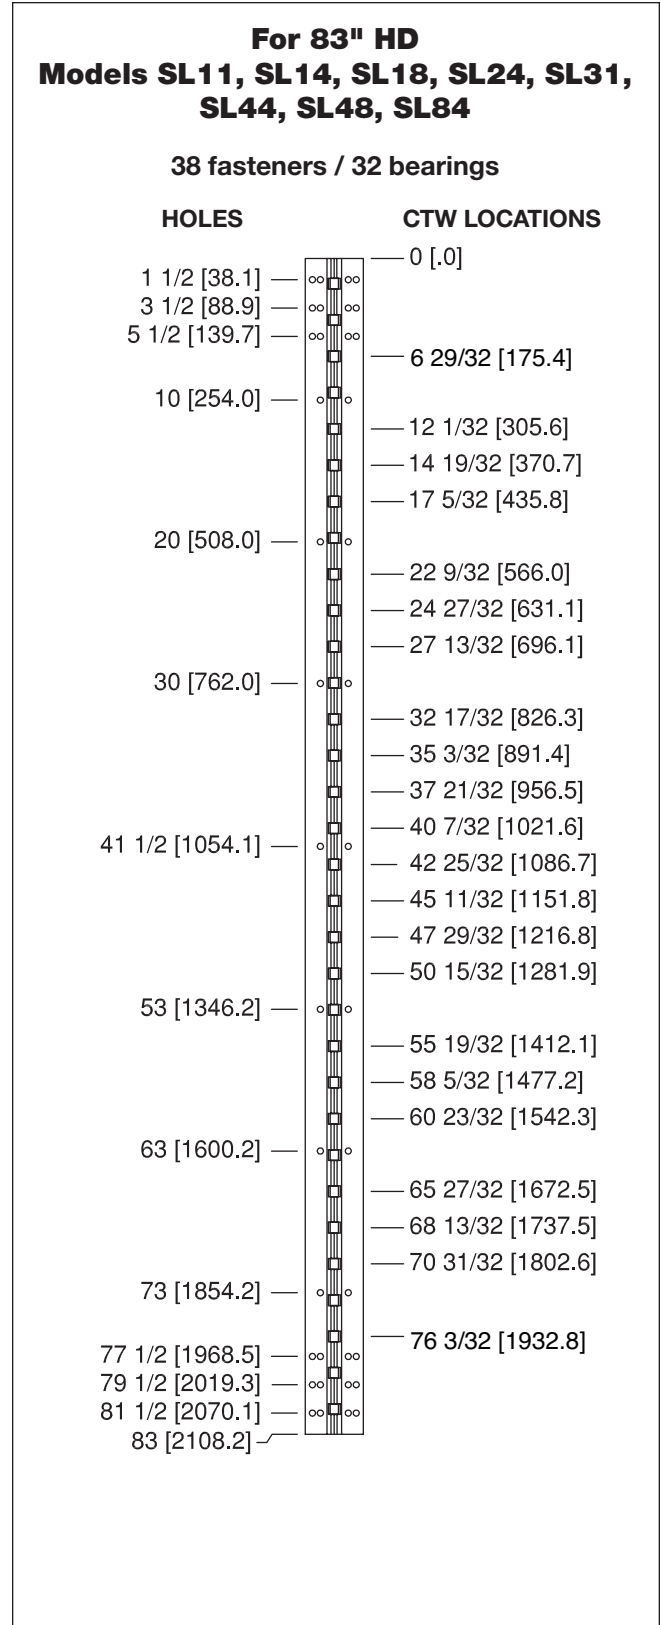 For 83" HD
Models SL11, SL14, SL18, SL24, SL31,
SL44, SL48, SL84
38 fasteners / 32 bearings
HOLES
1 1/2 [38.1]
3 1/2 [88.9]
5 1/2 [139.7]
10 [254.0]
20 [508.0]
30 [762.0]
41 1/2 [1054.1]
53 [1346.2]
63 [1600.2]
73 [1854.2]
77 1/2 [1968.5]
79 1/2 [2019.3]
81 1/2 [2070.1]
83 [2108.2]
CTW LOCATIONS
0 [.0]
6 29/32 [175.4]
12 1/32 [305.6]
14 19/32 [370.7]
17 5/32 [435.8]
22 9/32 [566.0]
24 27/32 [631.1]
27 13/32 [696.1]
32 17/32 [826.3]
35 3/32 [891.4]
37 21/32 [956.5]
40 7/32 [1021.6]
42 25/32 [1086.7]
45 11/32 [1151.8]
47 29/32 [1216.8]
50 15/32 [1281.9]
55 19/32 [1412.1]
58 5/32 [1477.2]
60 23/32 [1542.3]
65 27/32 [1672.5]
68 13/32 [1737.5]
70 31/32 [1802.6]
76 3/32 [1932.8]